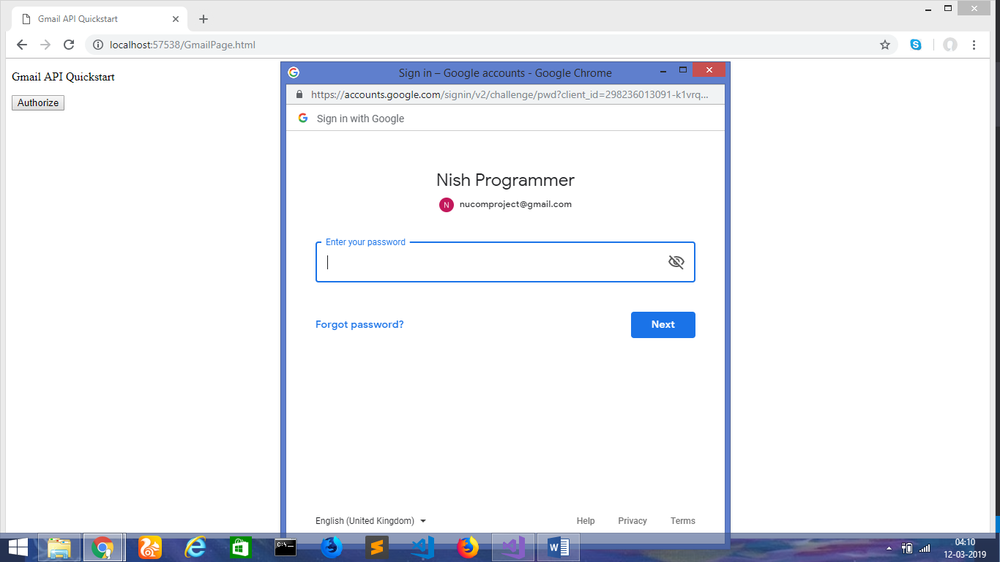 Gmail API Quickstart
localhost:57538/GmailPage.html
Gmail API Quickstart
Authorize
Sign in – Google accounts - Google Chrome
https://accounts.google.com/signin/v2/challenge/pwd?client_id=298236013091-k1vrq...
Sign in with Google
Nish Programmer
N nucomproject@gmail.com
Enter your password
Forgot password?
Next
English (United Kingdom)
Help Privacy Terms
04:10
12-03-2019